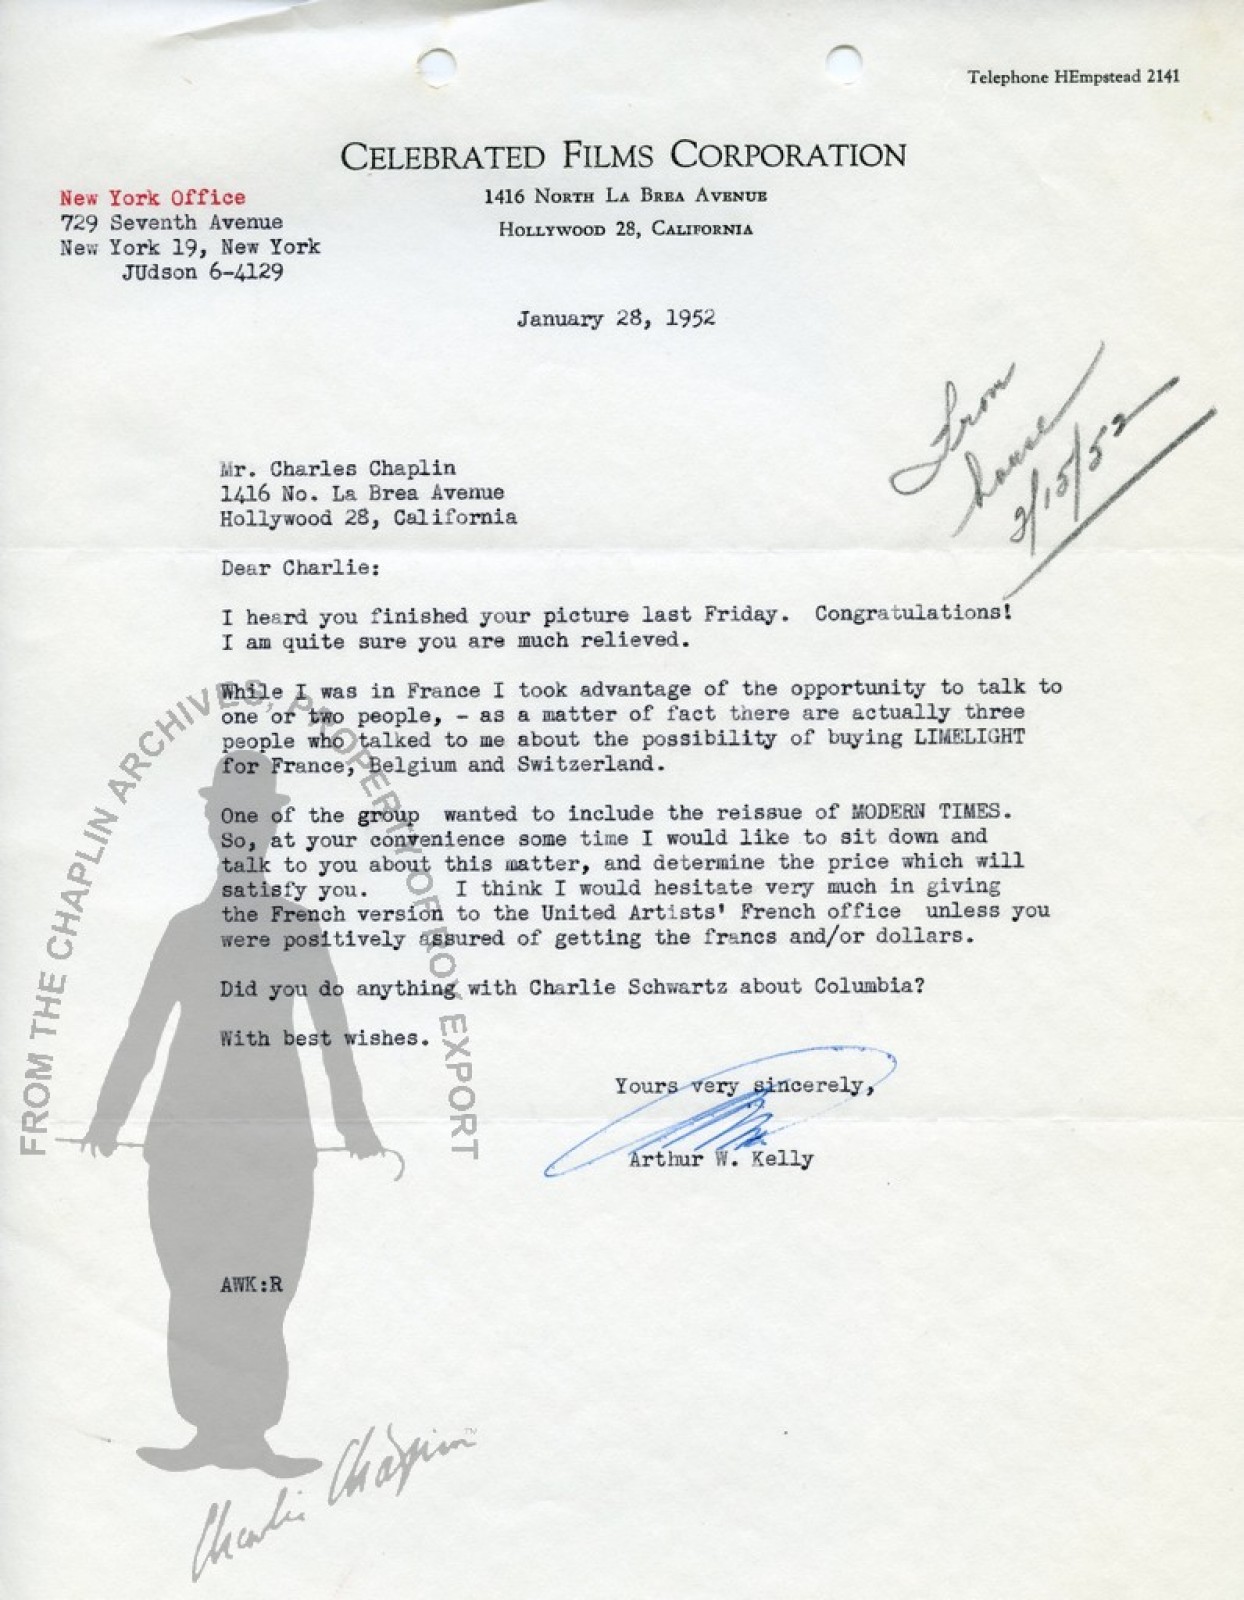 Telephone HEmpstead 2141
CELEBRATED FILMS CORPORATION
1416 NORTH LA BREA AVENUE
HOLLYWOOD 28, CALIFORNIA
New York Office
729 Seventh Avenue
New York 19, New York
JUdson 6-4129
January 28, 1952
From
house
2/15/52
Mr. Charles Chaplin
1416 No. La Brea Avenue
Hollywood 28, California
Dear Charlie:
I heard you finished your picture last Friday. Congratulations!
I am quite sure you are much relieved.
While I was in France I took advantage of the opportunity to talk to
one or two people, - as a matter of fact there are actually three
people who talked to me about the possibility of buying LIMELIGHT
for France, Belgium and Switzerland.
One of the group wanted to include the reissue of MODERN TIMES.
So, at your convenience some time I would like to sit down and
talk to you about this matter, and determine the price which will
satisfy you. I think I would hesitate very much in giving
the French version to the United Artists' French office unless you
were positively assured of getting the francs and/or dollars.
Did you do anything with Charlie Schwartz about Columbia?
With best wishes.
Yours very sincerely,
Arthur W. Kelly
AWK:R
FROM THE CHAPLIN ARCHIVES, PROPERTY OF ROY EXPORT
Charlie Chaplin™